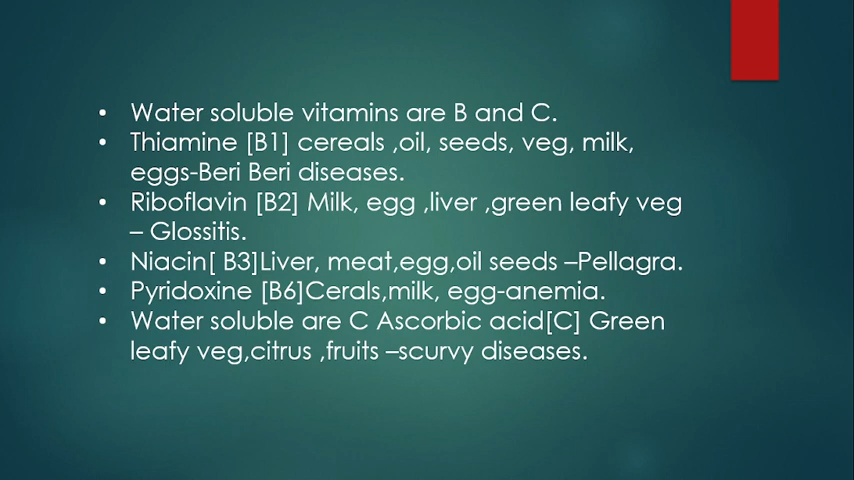 • Water soluble vitamins are B and C.
• Thiamine [B1] cereals ,oil, seeds, veg, milk,
eggs-Beri Beri diseases.
• Riboflavin [B2] Milk, egg ,liver ,green leafy veg
– Glossitis.
• Niacin[ B3]Liver, meat,egg,oil seeds –Pellagra.
• Pyridoxine [B6]Cerals,milk, egg-anemia.
• Water soluble are C Ascorbic acid[C] Green
leafy veg,citrus ,fruits –scurvy diseases.